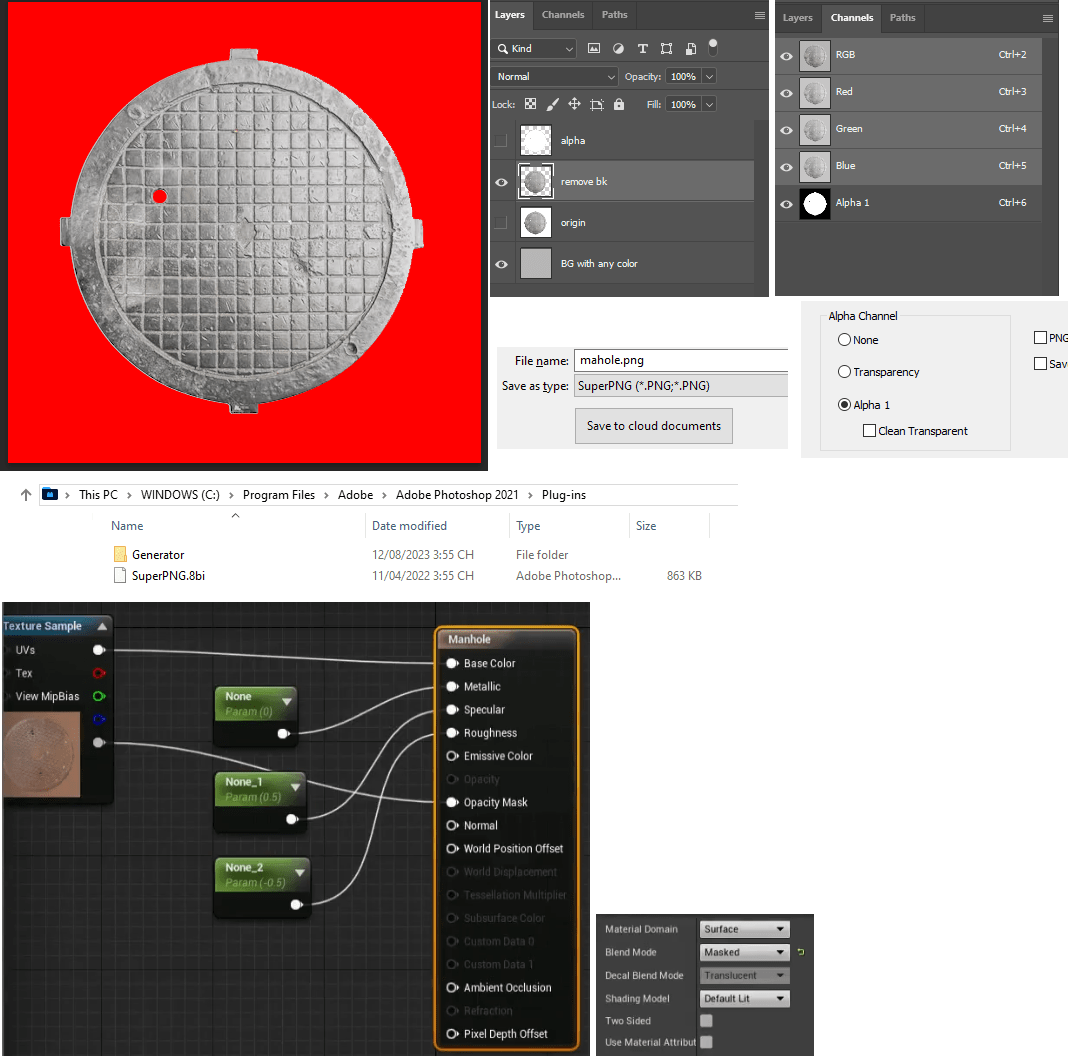 Layers Channels Paths
Kind
Normal Opacity: 100%
Lock: Fill: 100%
alpha
remove bk
origin
BG with any color
Layers Channels Paths
RGB Ctrl+2
Red Ctrl+3
Green Ctrl+4
Blue Ctrl+5
Alpha 1 Ctrl+6
File name: mahole.png
Save as type: SuperPNG (*.PNG;*.PNG)
Save to cloud documents
Alpha Channel
None
Transparency
Alpha 1
Clean Transparent
PNG
Save
This PC > WINDOWS (C:) > Program Files > Adobe > Adobe Photoshop 2021 > Plug-ins
Name Date modified Type Size
Generator 12/08/2023 3:55 CH File folder
SuperPNG.8bi 11/04/2022 3:55 CH Adobe Photoshop... 863 KB
Texture Sample
UVs
Tex
View MipBias
None
Param (0)
None_1
Param (0.5)
None_2
Param (-0.5)
Manhole
Base Color
Metallic
Specular
Roughness
Emissive Color
Opacity
Opacity Mask
Normal
World Position Offset
World Displacement
Tessellation Multiplier
Subsurface Color
Custom Data 0
Custom Data 1
Ambient Occlusion
Refraction
Pixel Depth Offset
Material Domain Surface
Blend Mode Masked
Decal Blend Mode Translucent
Shading Model Default Lit
Two Sided
Use Material Attribut